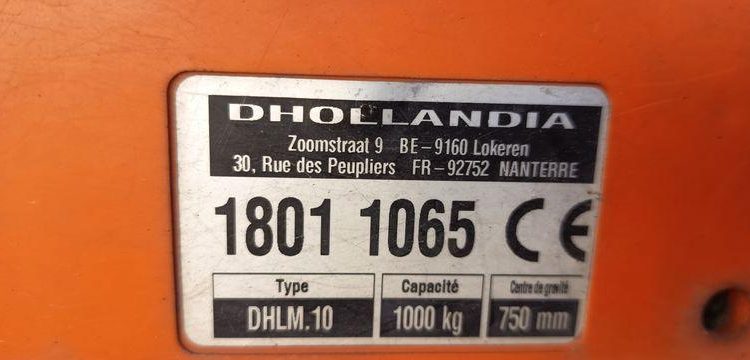 DHOLLANDIA
Zoomstraat 9 BE-9160 Lokeren
30, Rue des Peupliers FR-92752 NANTERRE
1801 1065 CE
Type Capacité Centre de gravité
DHLM.10 1000 kg 750 mm